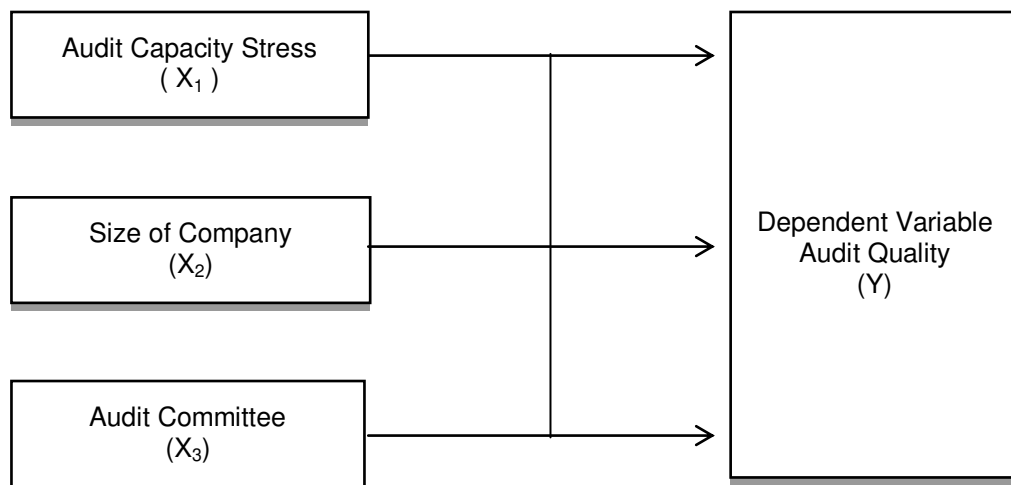 Audit Capacity Stress
( X₁ )
Size of Company
(X₂)
Audit Committee
(X₃)
Dependent Variable
Audit Quality
(Y)